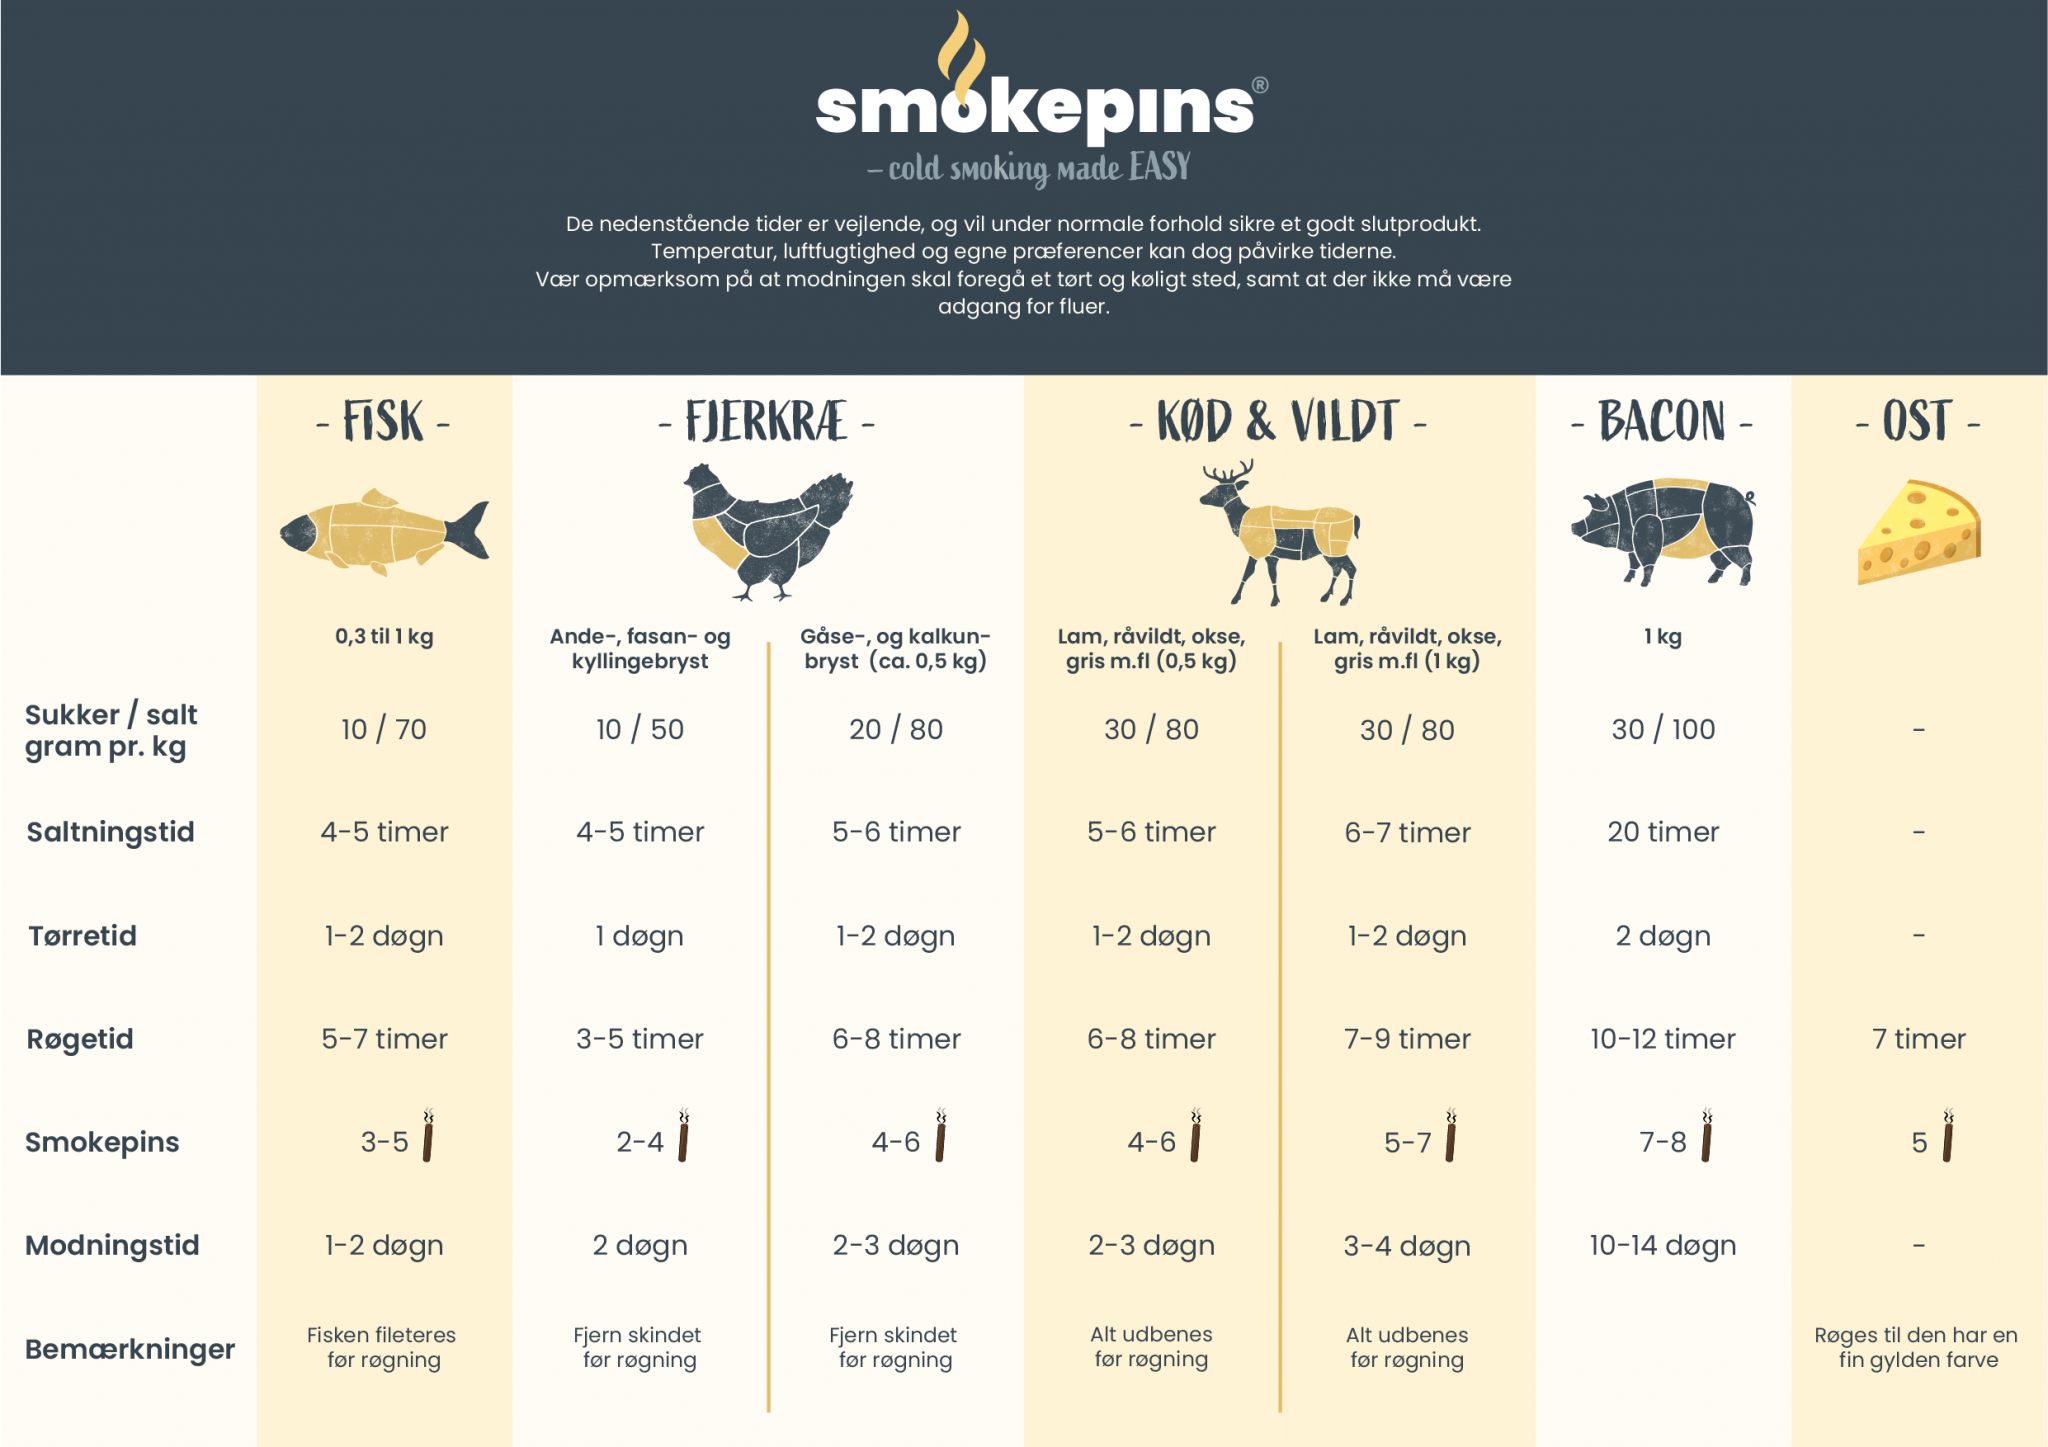 smokepins®
– cold smoking made EASY
De nedenstående tider er vejlende, og vil under normale forhold sikre et godt slutprodukt.
Temperatur, luftfugtighed og egne præferencer kan dog påvirke tiderne.
Vær opmærksom på at modningen skal foregå et tørt og køligt sted, samt at der ikke må være
adgang for fluer.
- FISK - - FJERKRÆ - - KØD & VILDT - - BACON - - OST -
0,3 til 1 kg
Ande-, fasan- og
kyllingebryst
Gåse-, og kalkun-
bryst (ca. 0,5 kg)
Lam, råvildt, okse,
gris m.fl (0,5 kg)
Lam, råvildt, okse,
gris m.fl (1 kg)
1 kg
Sukker / salt
gram pr. kg
10 / 70 10 / 50 20 / 80 30 / 80 30 / 80 30 / 100 -
Saltningstid 4-5 timer 4-5 timer 5-6 timer 5-6 timer 6-7 timer 20 timer -
Tørretid 1-2 døgn 1 døgn 1-2 døgn 1-2 døgn 1-2 døgn 2 døgn -
Røgetid 5-7 timer 3-5 timer 6-8 timer 6-8 timer 7-9 timer 10-12 timer 7 timer
Smokepins 3-5 2-4 4-6 4-6 5-7 7-8 5
Modningstid 1-2 døgn 2 døgn 2-3 døgn 2-3 døgn 3-4 døgn 10-14 døgn -
Bemærkninger
Fisken fileteres
før røgning
Fjern skindet
før røgning
Fjern skindet
før røgning
Alt udbenes
før røgning
Alt udbenes
før røgning
Røges til den har en
fin gylden farve